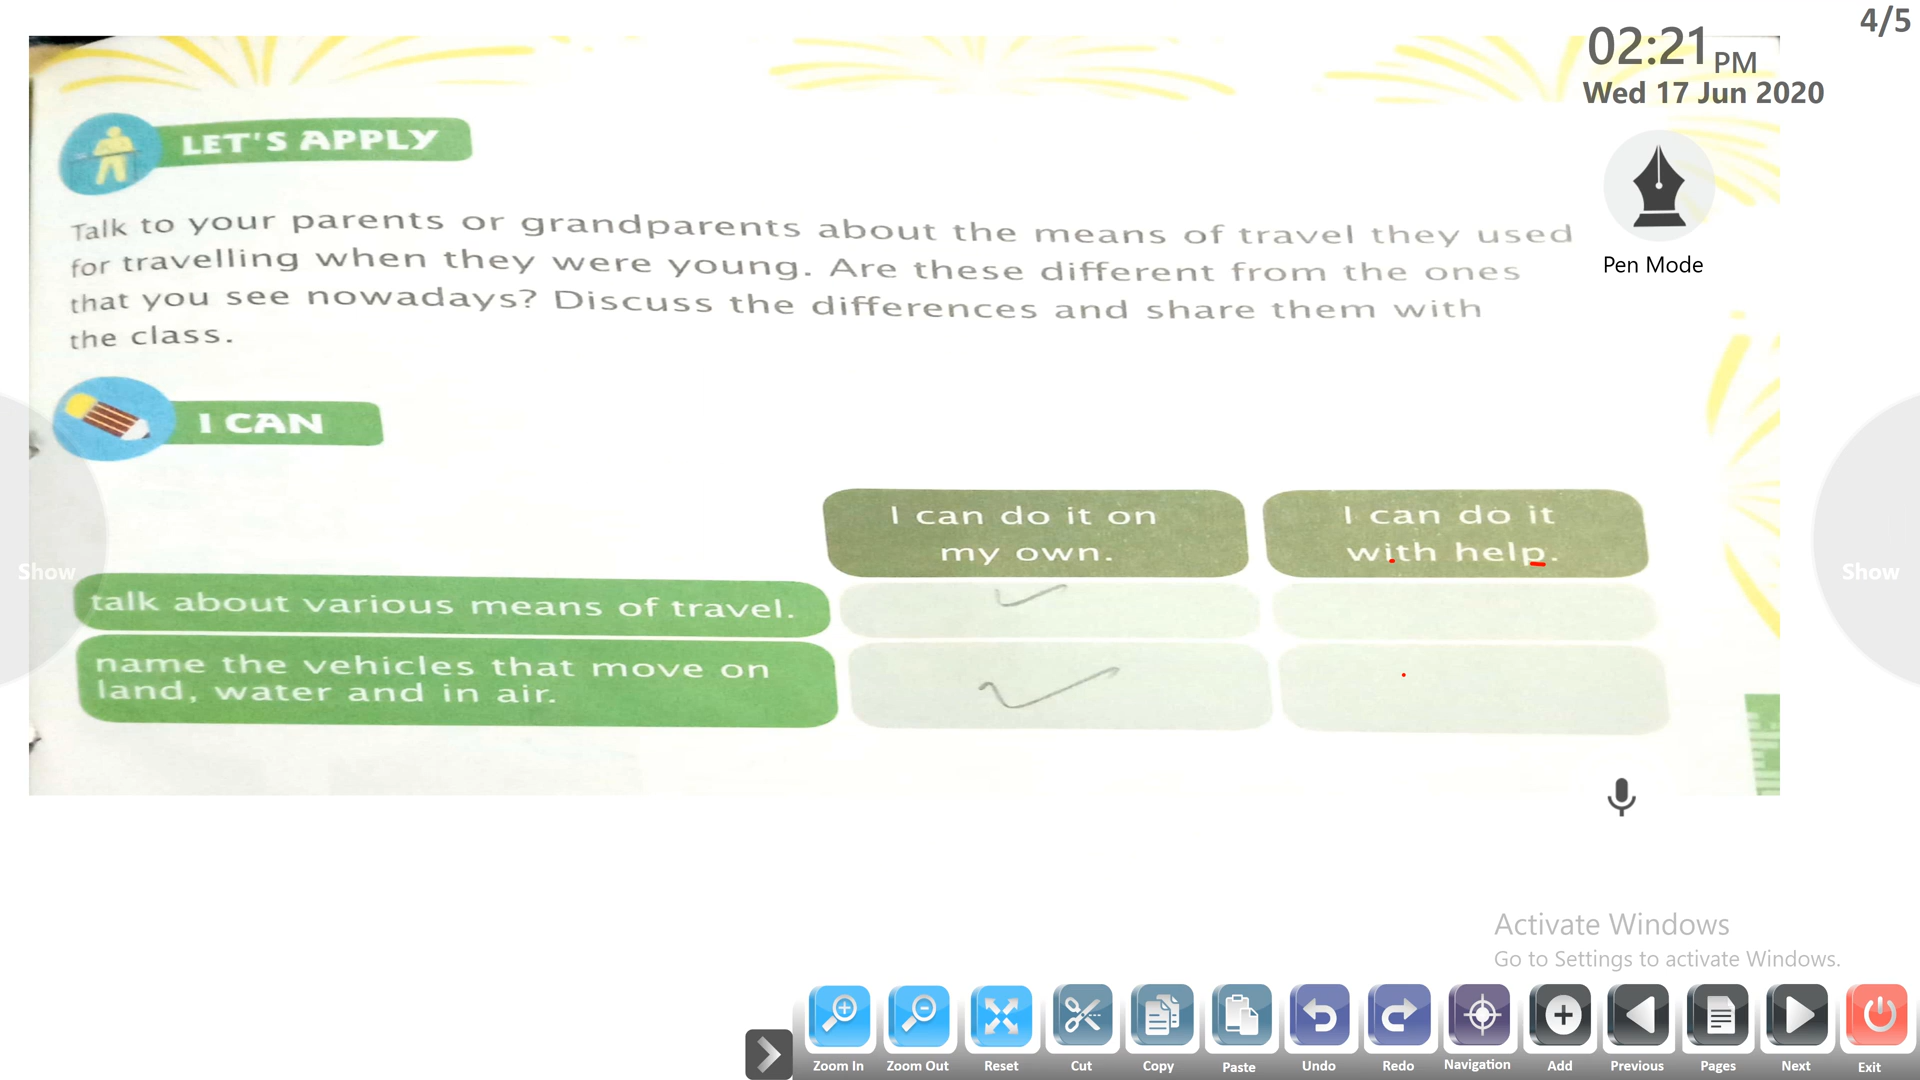 4/5
02:21 PM
Wed 17 Jun 2020
LET'S APPLY
Pen Mode
Talk to your parents or grandparents about the means of travel they used
for travelling when they were young. Are these different from the ones
that you see nowadays? Discuss the differences and share them with
the class.
I CAN
I can do it on
my own.
I can do it
with help.
Show
Show
talk about various means of travel.
name the vehicles that move on
land, water and in air.
Activate Windows
Go to Settings to activate Windows.
Zoom In
Zoom Out
Reset
Cut
Copy
Paste
Undo
Redo
Navigation
Add
Previous
Pages
Next
Exit